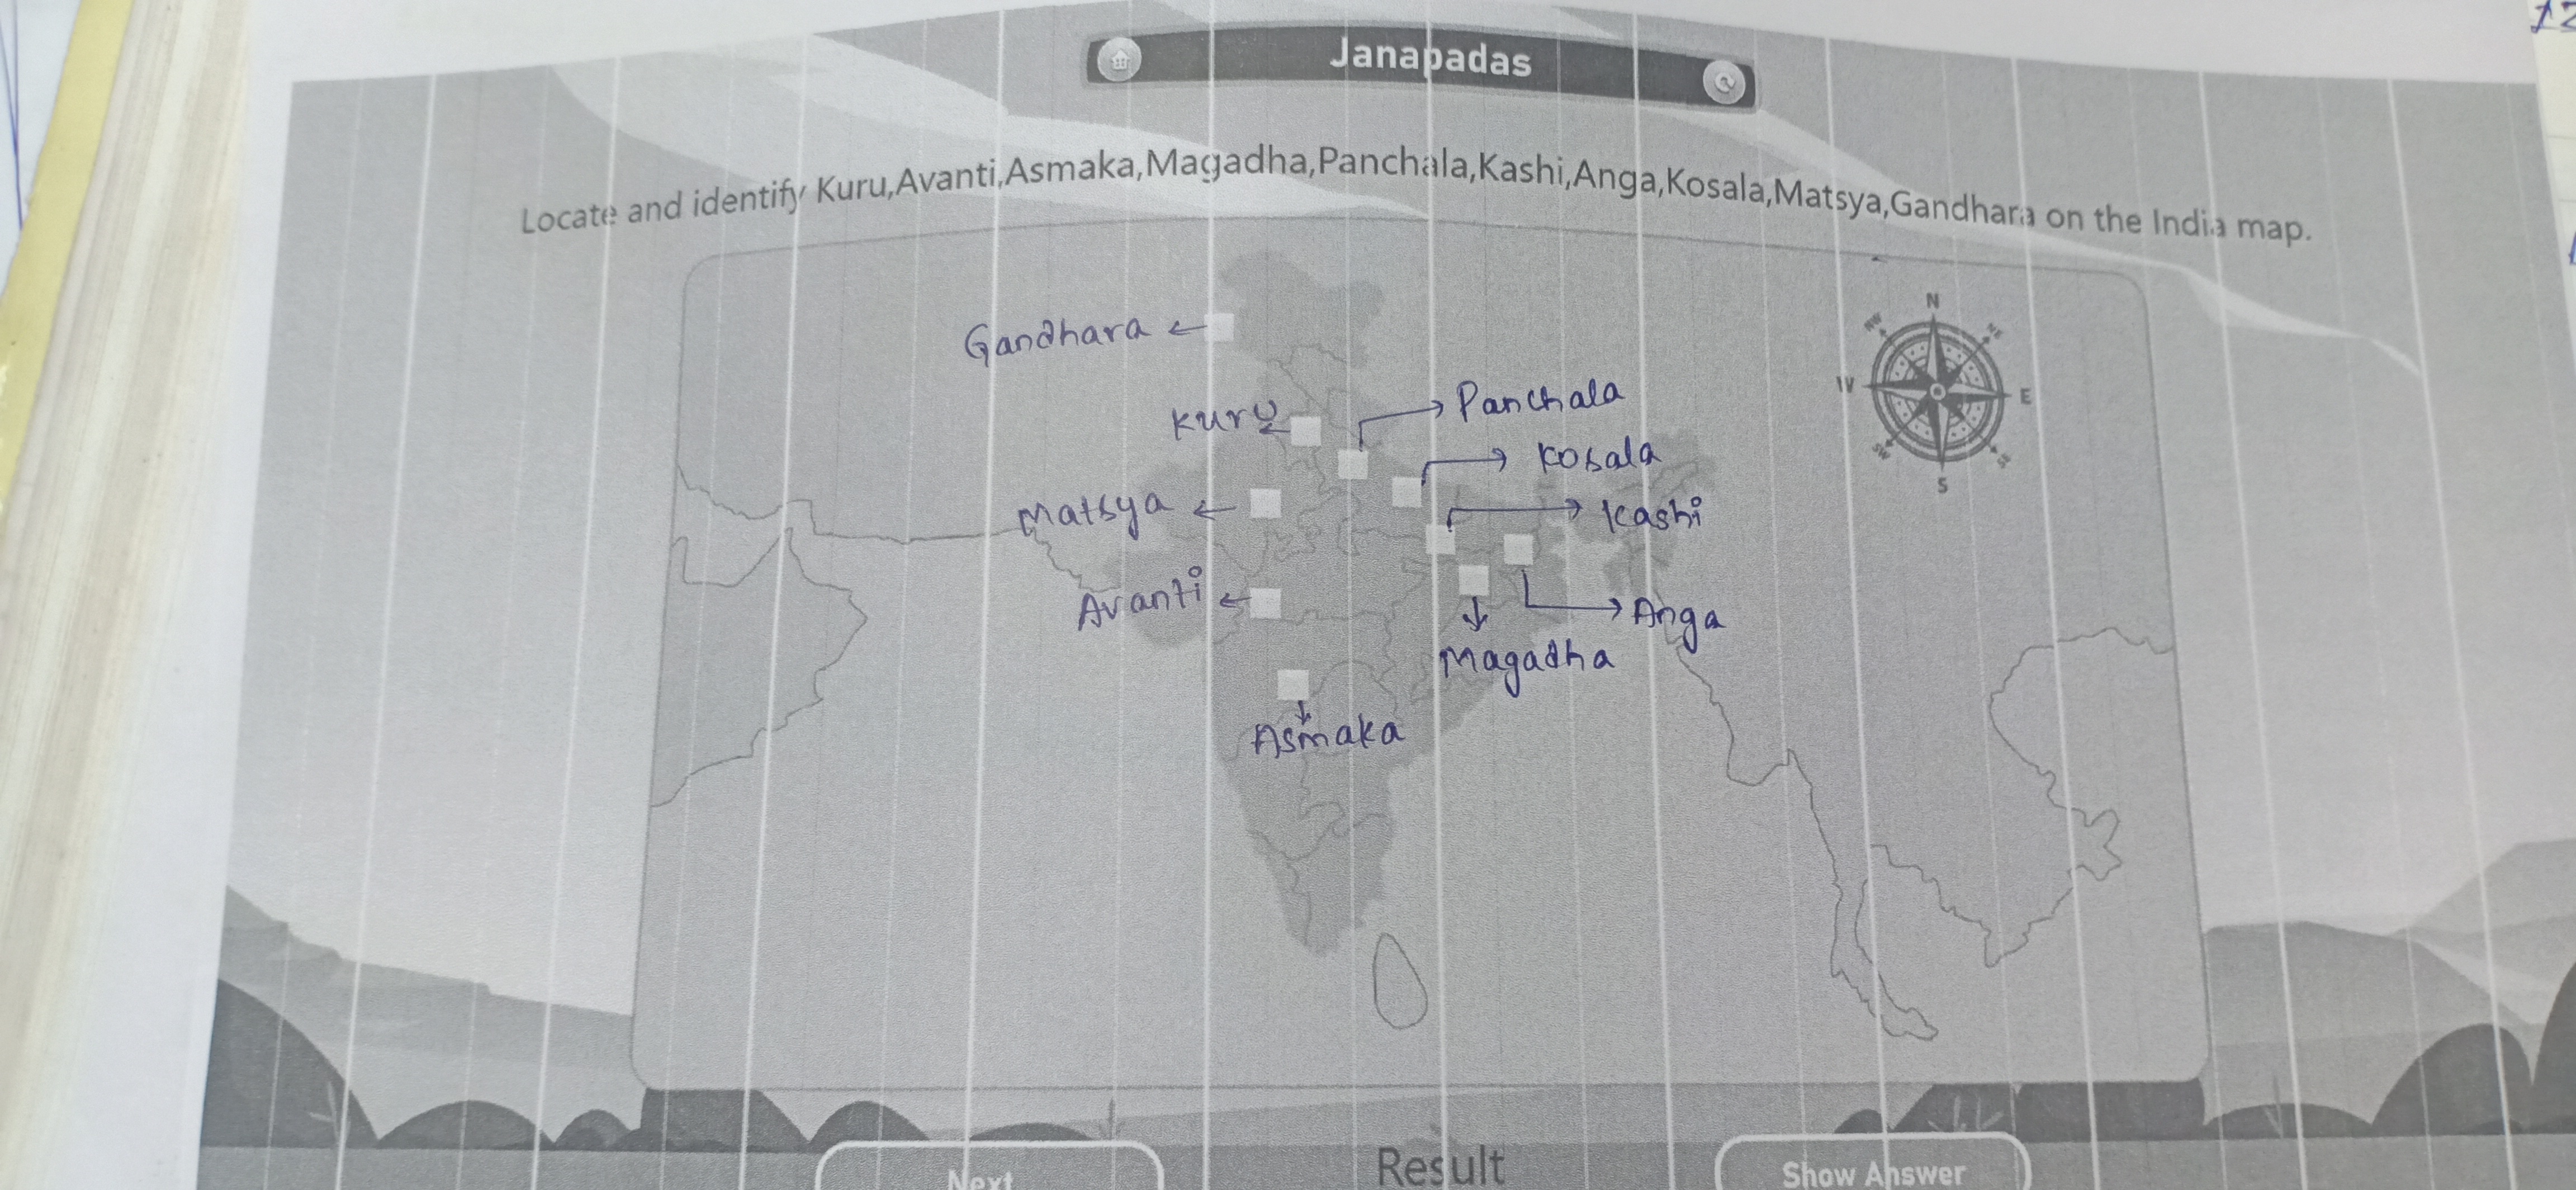 Janapadas
Locate and identify Kuru,Avanti,Asmaka,Magadha,Panchala,Kashi,Anga,Kosala,Matsya,Gandhara on the India map.
N
NW
NE
W
E
SW
SE
S
Gandhara
Panchala
Kuru
Kosala
Matsya
Kashi
Avanti
Anga
Magadha
Asmaka
Next
Result
Show Answer